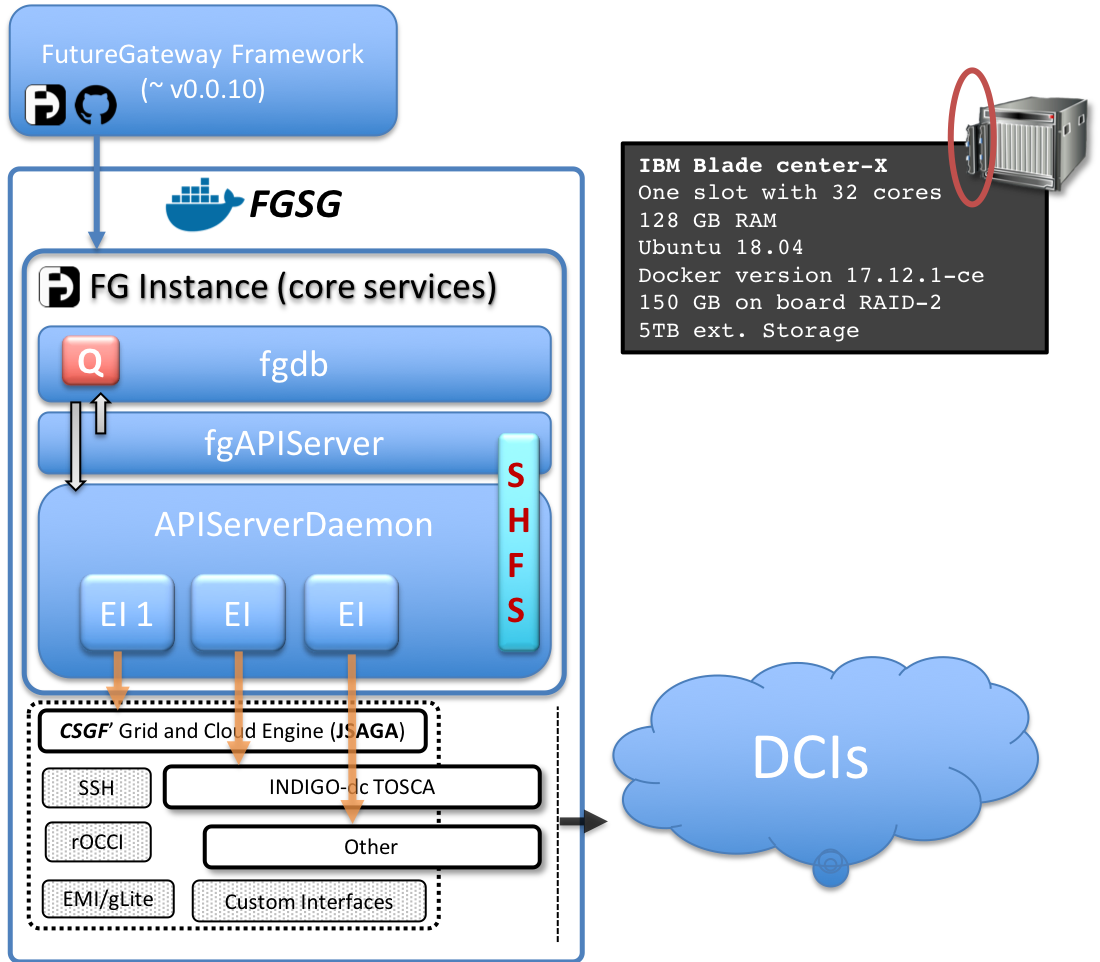 FutureGateway Framework
(~ v0.0.10)
FGSG
FG Instance (core services)
Q
fgdb
fgAPIServer
APIServerDaemon
S
H
F
S
EI 1
EI
EI
CSGF' Grid and Cloud Engine (JSAGA)
SSH
INDIGO-dc TOSCA
rOCCI
Other
EMI/gLite
Custom Interfaces
IBM Blade center-X
One slot with 32 cores
128 GB RAM
Ubuntu 18.04
Docker version 17.12.1-ce
150 GB on board RAID-2
5TB ext. Storage
DCIs